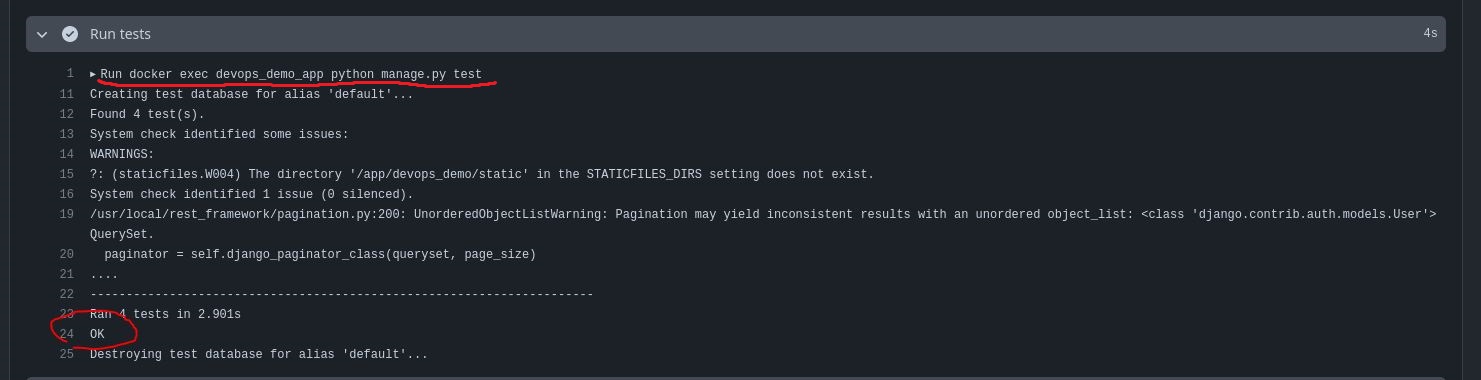 Run tests
4s
1 ▸ Run docker exec devops_demo_app python manage.py test
11 Creating test database for alias 'default'...
12 Found 4 test(s).
13 System check identified some issues:
14 WARNINGS:
15 ?: (staticfiles.W004) The directory '/app/devops_demo/static' in the STATICFILES_DIRS setting does not exist.
16 System check identified 1 issue (0 silenced).
19 /usr/local/rest_framework/pagination.py:200: UnorderedObjectListWarning: Pagination may yield inconsistent results with an unordered object_list: <class 'django.contrib.auth.models.User'>
QuerySet.
20 paginator = self.django_paginator_class(queryset, page_size)
21 ....
22 ----------------------------------------------------------------------
23 Ran 4 tests in 2.901s
24 OK
25 Destroying test database for alias 'default'...